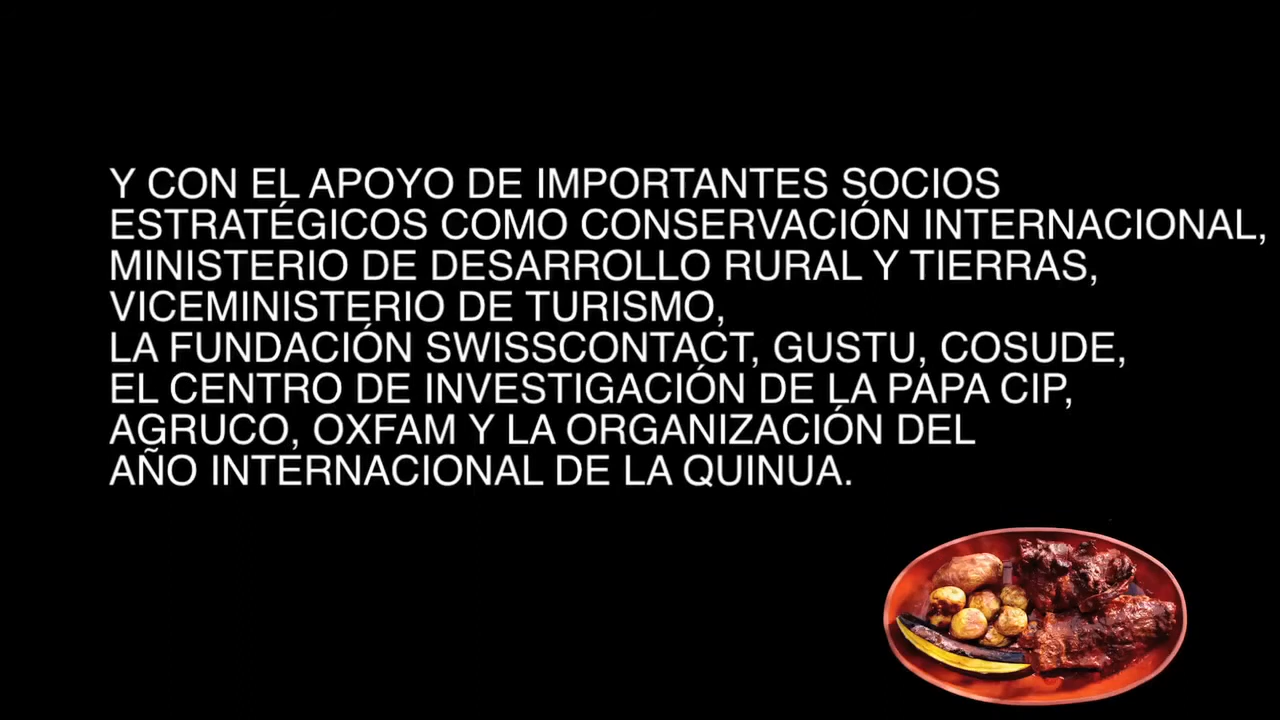 Y CON EL APOYO DE IMPORTANTES SOCIOS
ESTRATÉGICOS COMO CONSERVACIÓN INTERNACIONAL,
MINISTERIO DE DESARROLLO RURAL Y TIERRAS,
VICEMINISTERIO DE TURISMO,
LA FUNDACIÓN SWISSCONTACT, GUSTU, COSUDE,
EL CENTRO DE INVESTIGACIÓN DE LA PAPA CIP,
AGRUCO, OXFAM Y LA ORGANIZACIÓN DEL
AÑO INTERNACIONAL DE LA QUINUA.